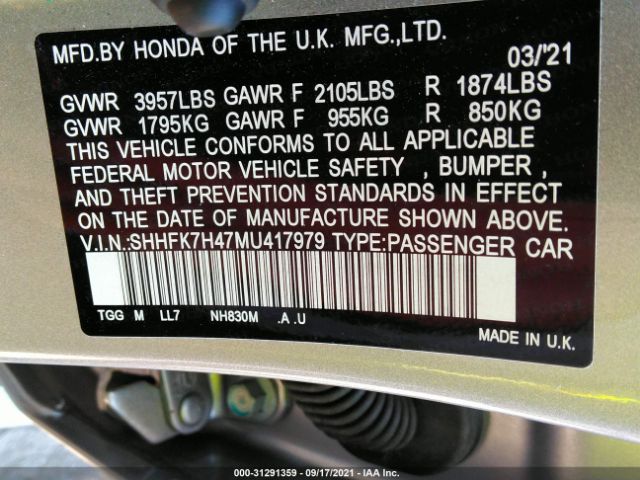 MFD.BY HONDA OF THE U.K. MFG.,LTD.
03/'21
GVWR 3957LBS GAWR F 2105LBS R 1874LBS
GVWR 1795KG GAWR F 955KG R 850KG
THIS VEHICLE CONFORMS TO ALL APPLICABLE
FEDERAL MOTOR VEHICLE SAFETY , BUMPER ,
AND THEFT PREVENTION STANDARDS IN EFFECT
ON THE DATE OF MANUFACTURE SHOWN ABOVE.
V.I.N.:SHHFK7H47MU417979 TYPE:PASSENGER CAR
TGG M LL7 NH830M .A .U
MADE IN U.K.
000-31291359 - 09/17/2021 - IAA Inc.